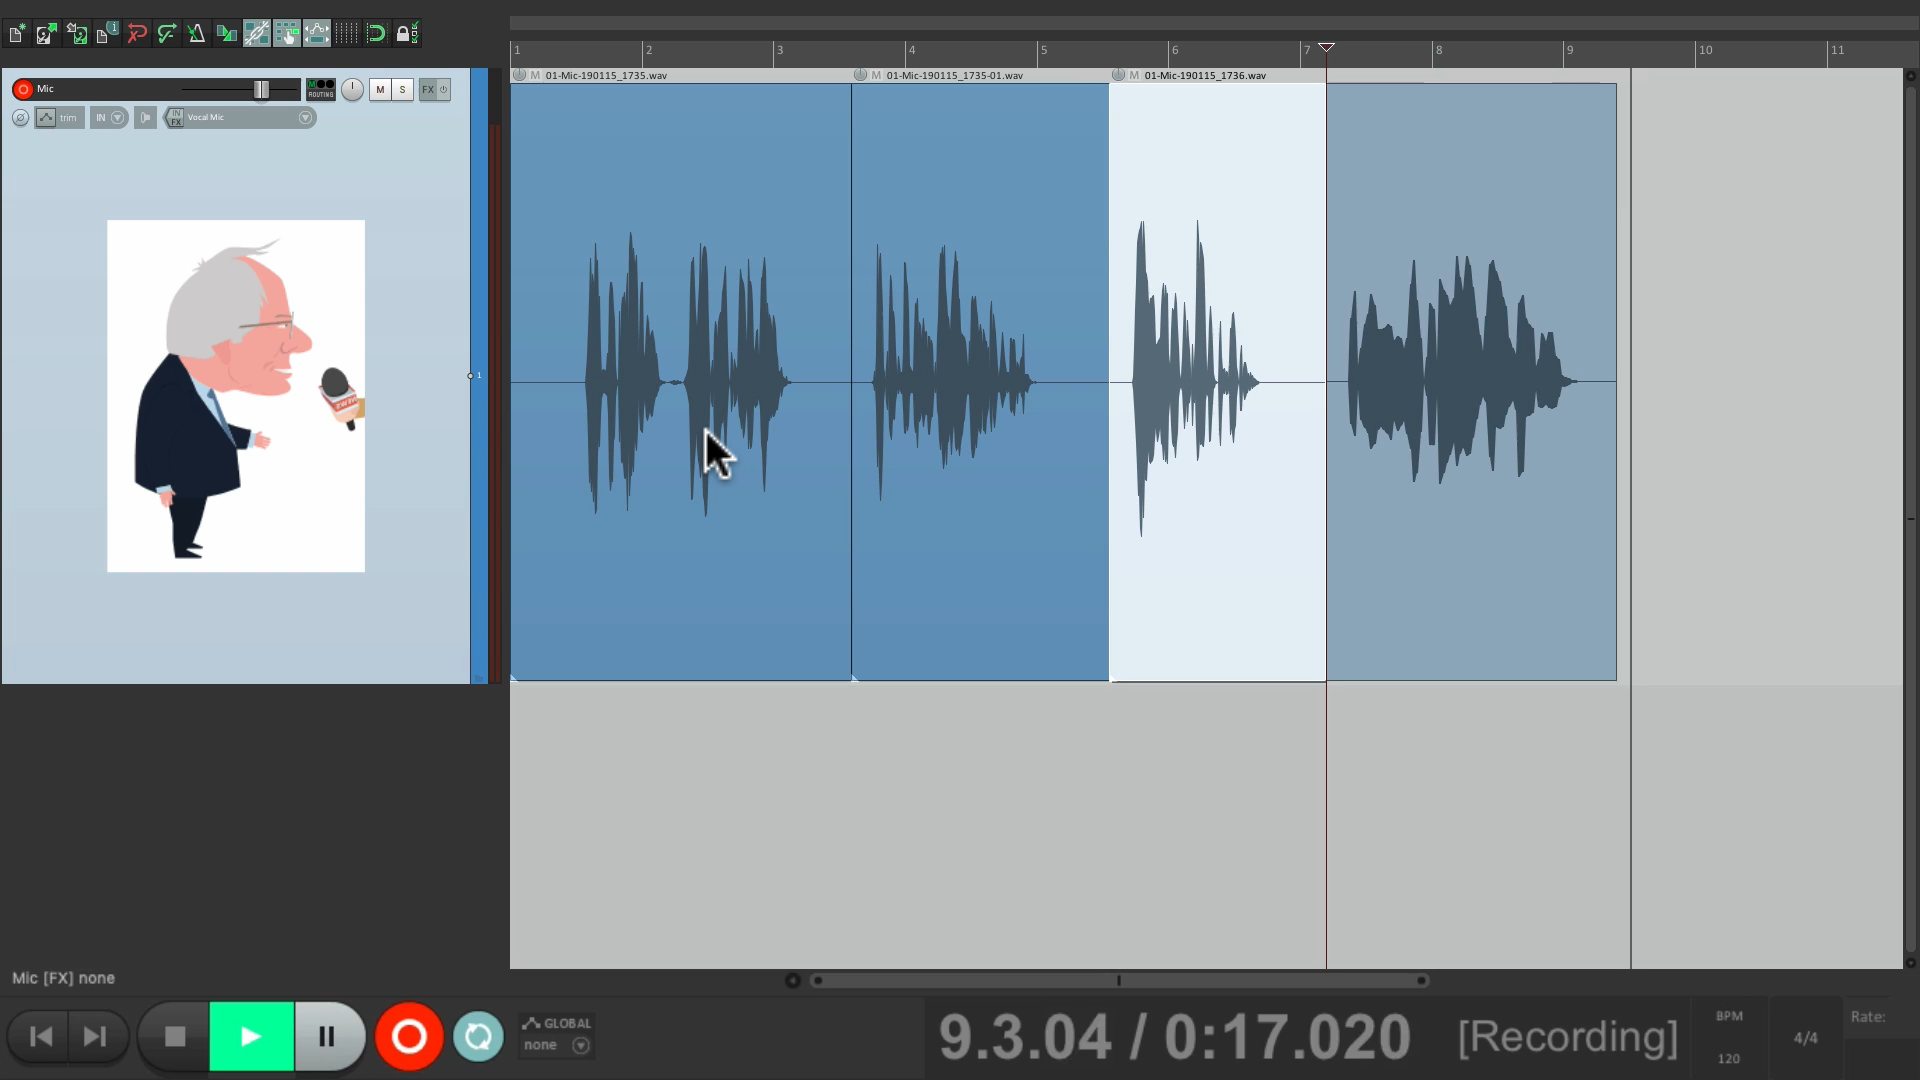 1 2 3 4 5 6 7 8 9 10 11
M 01-Mic-190115_1735.wav M 01-Mic-190115_1735-01.wav M 01-Mic-190115_1736.wav
Mic ROUTING M S FX
trim IN IN FX Vocal Mic
1
Mic [FX] none
GLOBAL
none
9.3.04 / 0:17.020 [Recording]
BPM
120
4/4
Rate: